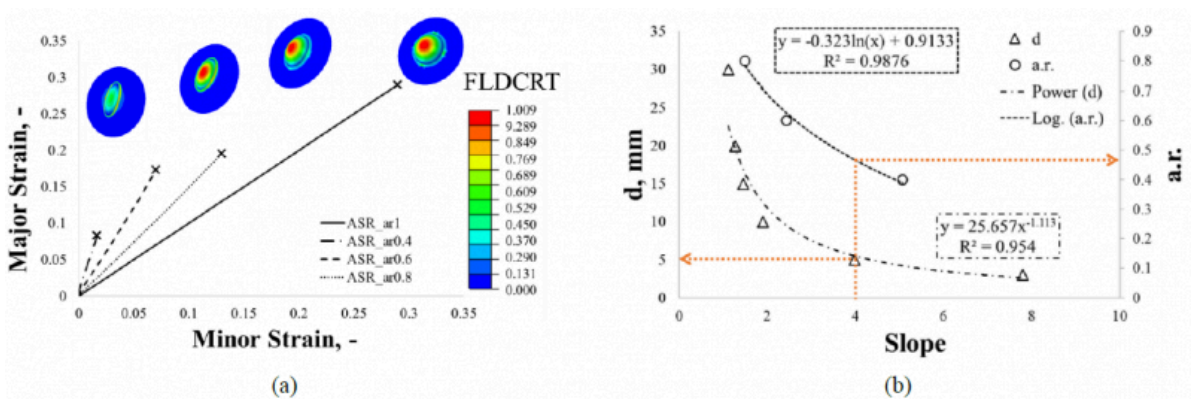 0.35
0.3
0.25
0.2
0.15
0.1
0.05
0
Major Strain, -
0 0.05 0.1 0.15 0.2 0.25 0.3 0.35
Minor Strain, -
ASR_ar1
ASR_ar0.4
ASR_ar0.6
ASR_ar0.8
FLDCRT
1.009
9.289
0.849
0.769
0.689
0.609
0.529
0.450
0.370
0.290
0.131
0.000
(a)
35
30
25
20
15
10
5
0
d, mm
y = -0.323ln(x) + 0.9133
R² = 0.9876
d
a.r.
Power (d)
Log. (a.r.)
y = 25.657x-1.113
R² = 0.954
0.9
0.8
0.7
0.6
0.5
0.4
0.3
0.2
0.1
0
a.r.
0 2 4 6 8 10
Slope
(b)